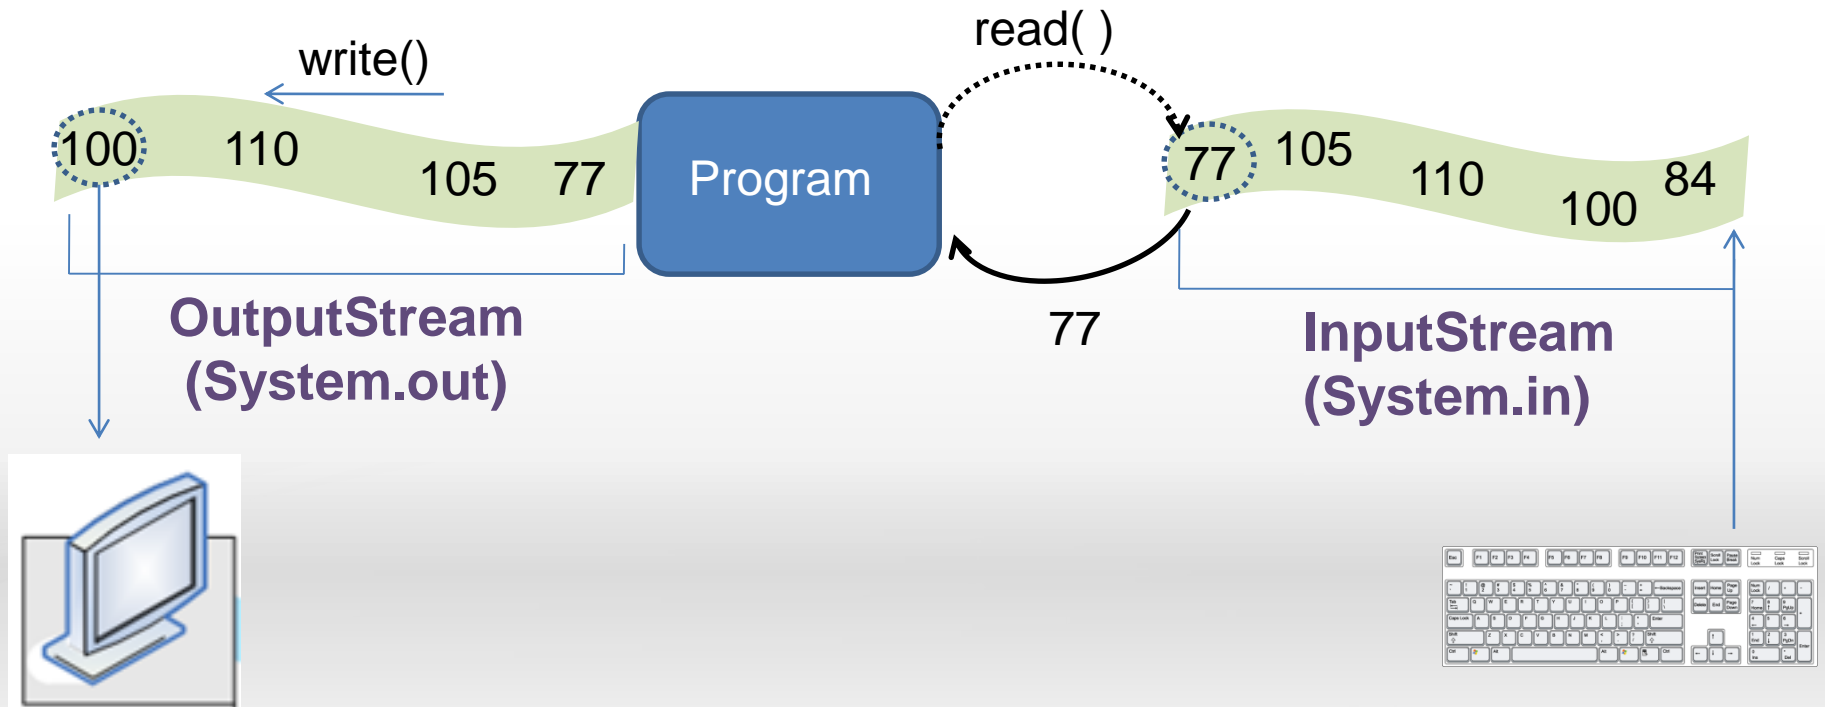 read( )
write()
100 110 105 77
Program
77 105 110 100 84
77
OutputStream
(System.out)
InputStream
(System.in)